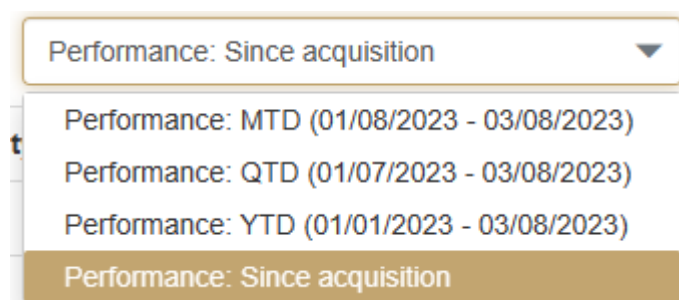 Performance: Since acquisition
Performance: MTD (01/08/2023 - 03/08/2023)
Performance: QTD (01/07/2023 - 03/08/2023)
Performance: YTD (01/01/2023 - 03/08/2023)
Performance: Since acquisition